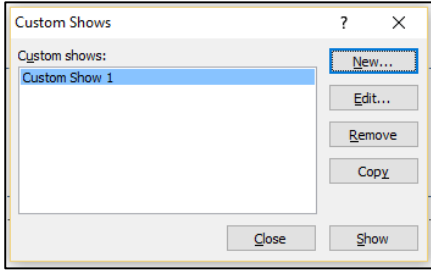 Custom Shows ? ×
Custom shows:
Custom Show 1
New...
Edit...
Remove
Copy
Close Show